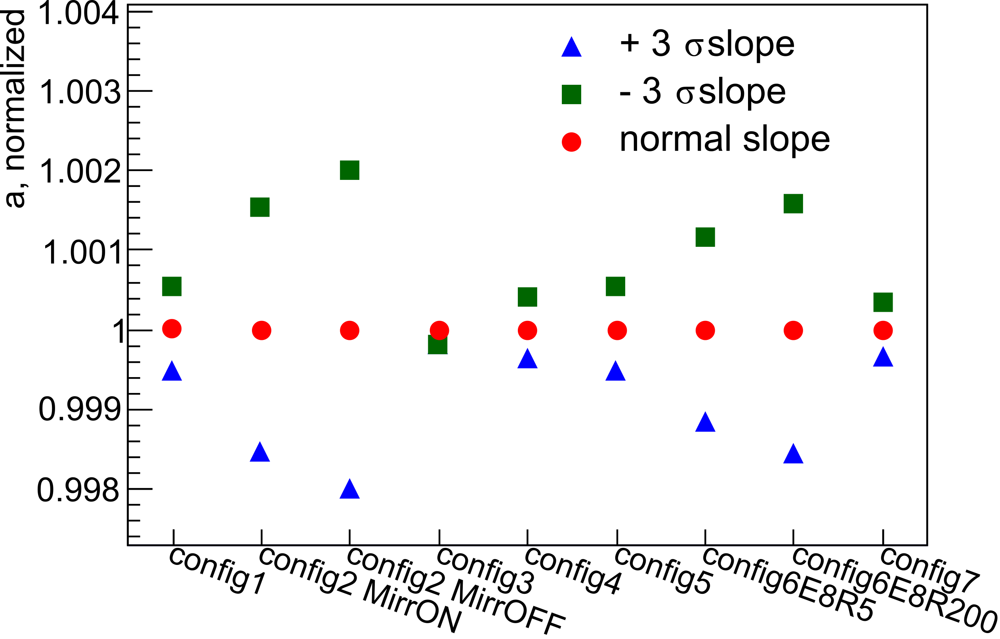 a, normalized
1.004
1.003
1.002
1.001
1
0.999
0.998
+ 3 σslope
- 3 σslope
normal slope
config1
config2 MirrON
config2 MirrOFF
config3
config4
config5
config6E8R5
config6E8R200
config7